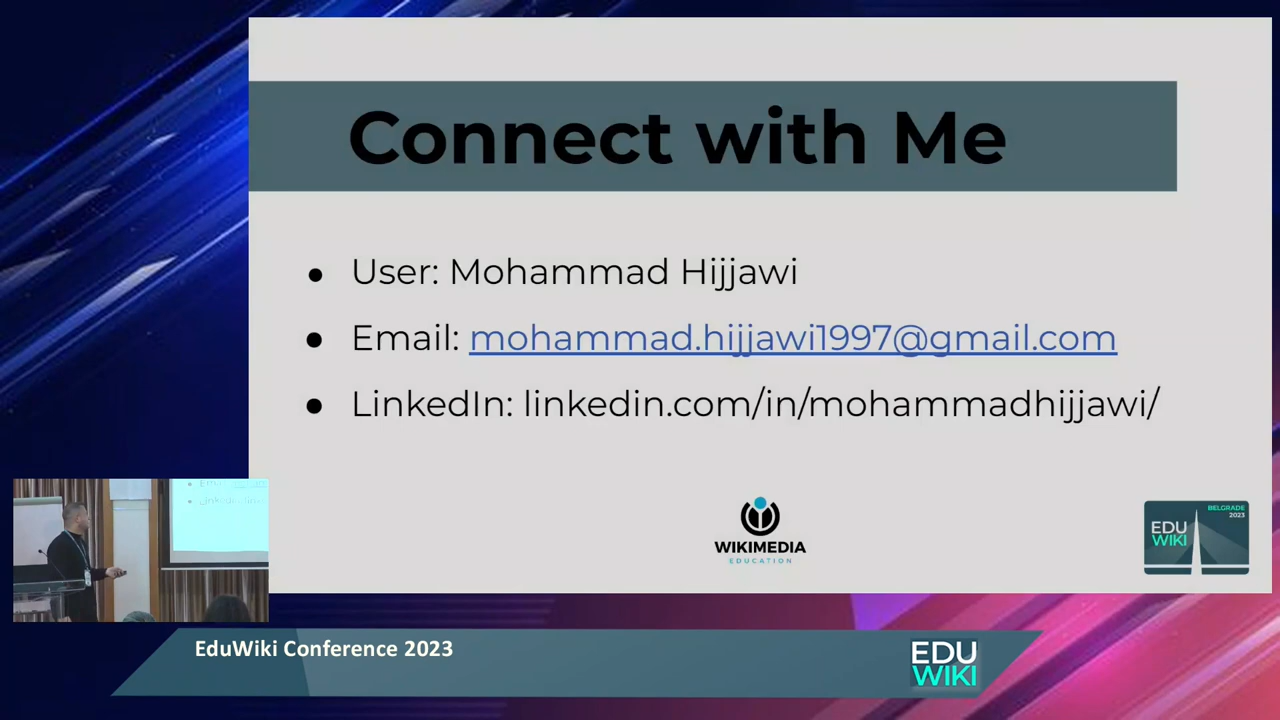 Connect with Me
● User: Mohammad Hijjawi
● Email: mohammad.hijjawi1997@gmail.com
● LinkedIn: linkedin.com/in/mohammadhijjawi/
WIKIMEDIA
EDUCATION
BELGRADE
2023
EDU
WIKI
EduWiki Conference 2023
EDU
WIKI